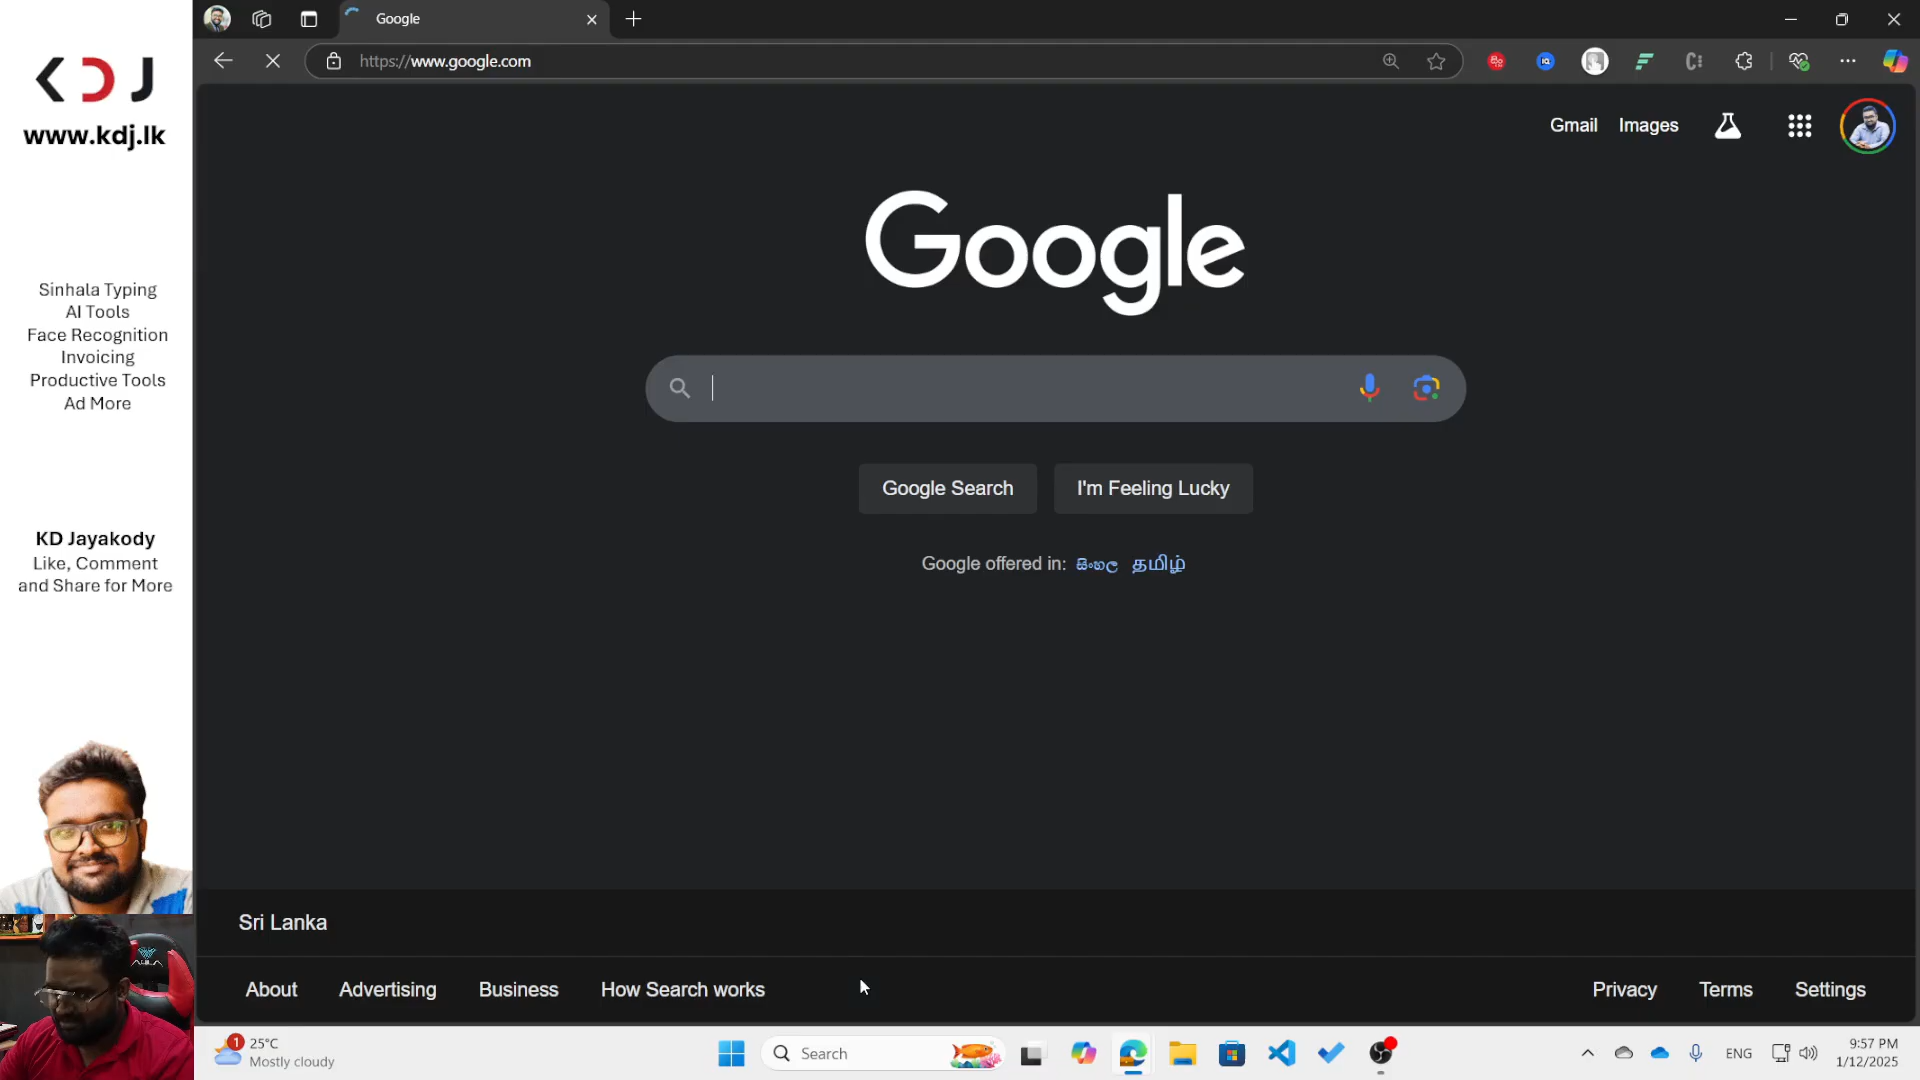 KDJ
www.kdj.lk
Sinhala Typing
AI Tools
Face Recognition
Invoicing
Productive Tools
Ad More
KD Jayakody
Like, Comment
and Share for More
Google
https://www.google.com
Gmail
Images
Google
Google Search
I'm Feeling Lucky
Google offered in: සිංහල தமிழ்
Sri Lanka
About
Advertising
Business
How Search works
Privacy
Terms
Settings
1
25°C
Mostly cloudy
Search
ENG
9:57 PM
1/12/2025